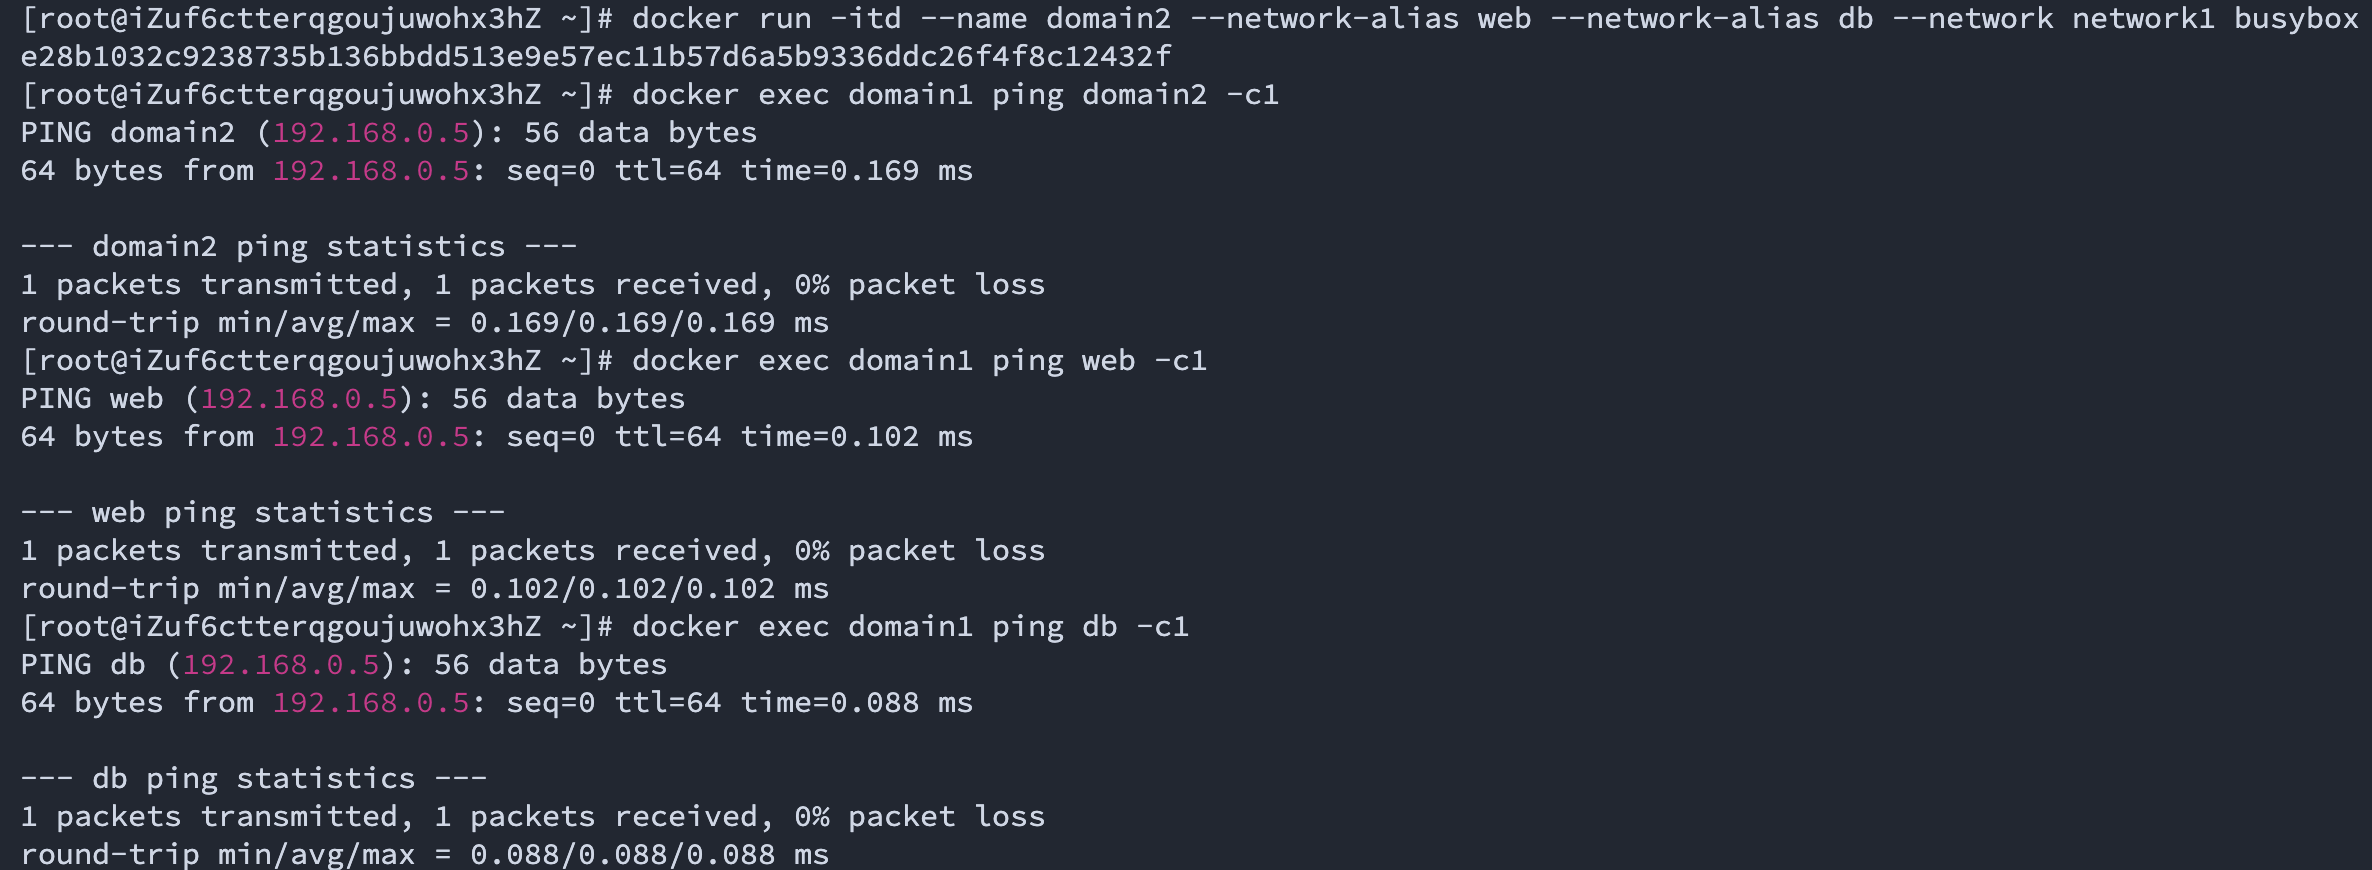 [root@iZuf6ctterqgoujuwohx3hZ ~]# docker run -itd --name domain2 --network-alias web --network-alias db --network network1 busybox
e28b1032c9238735b136bbdd513e9e57ec11b57d6a5b9336ddc26f4f8c12432f
[root@iZuf6ctterqgoujuwohx3hZ ~]# docker exec domain1 ping domain2 -c1
PING domain2 (192.168.0.5): 56 data bytes
64 bytes from 192.168.0.5: seq=0 ttl=64 time=0.169 ms
--- domain2 ping statistics ---
1 packets transmitted, 1 packets received, 0% packet loss
round-trip min/avg/max = 0.169/0.169/0.169 ms
[root@iZuf6ctterqgoujuwohx3hZ ~]# docker exec domain1 ping web -c1
PING web (192.168.0.5): 56 data bytes
64 bytes from 192.168.0.5: seq=0 ttl=64 time=0.102 ms
--- web ping statistics ---
1 packets transmitted, 1 packets received, 0% packet loss
round-trip min/avg/max = 0.102/0.102/0.102 ms
[root@iZuf6ctterqgoujuwohx3hZ ~]# docker exec domain1 ping db -c1
PING db (192.168.0.5): 56 data bytes
64 bytes from 192.168.0.5: seq=0 ttl=64 time=0.088 ms
--- db ping statistics ---
1 packets transmitted, 1 packets received, 0% packet loss
round-trip min/avg/max = 0.088/0.088/0.088 ms